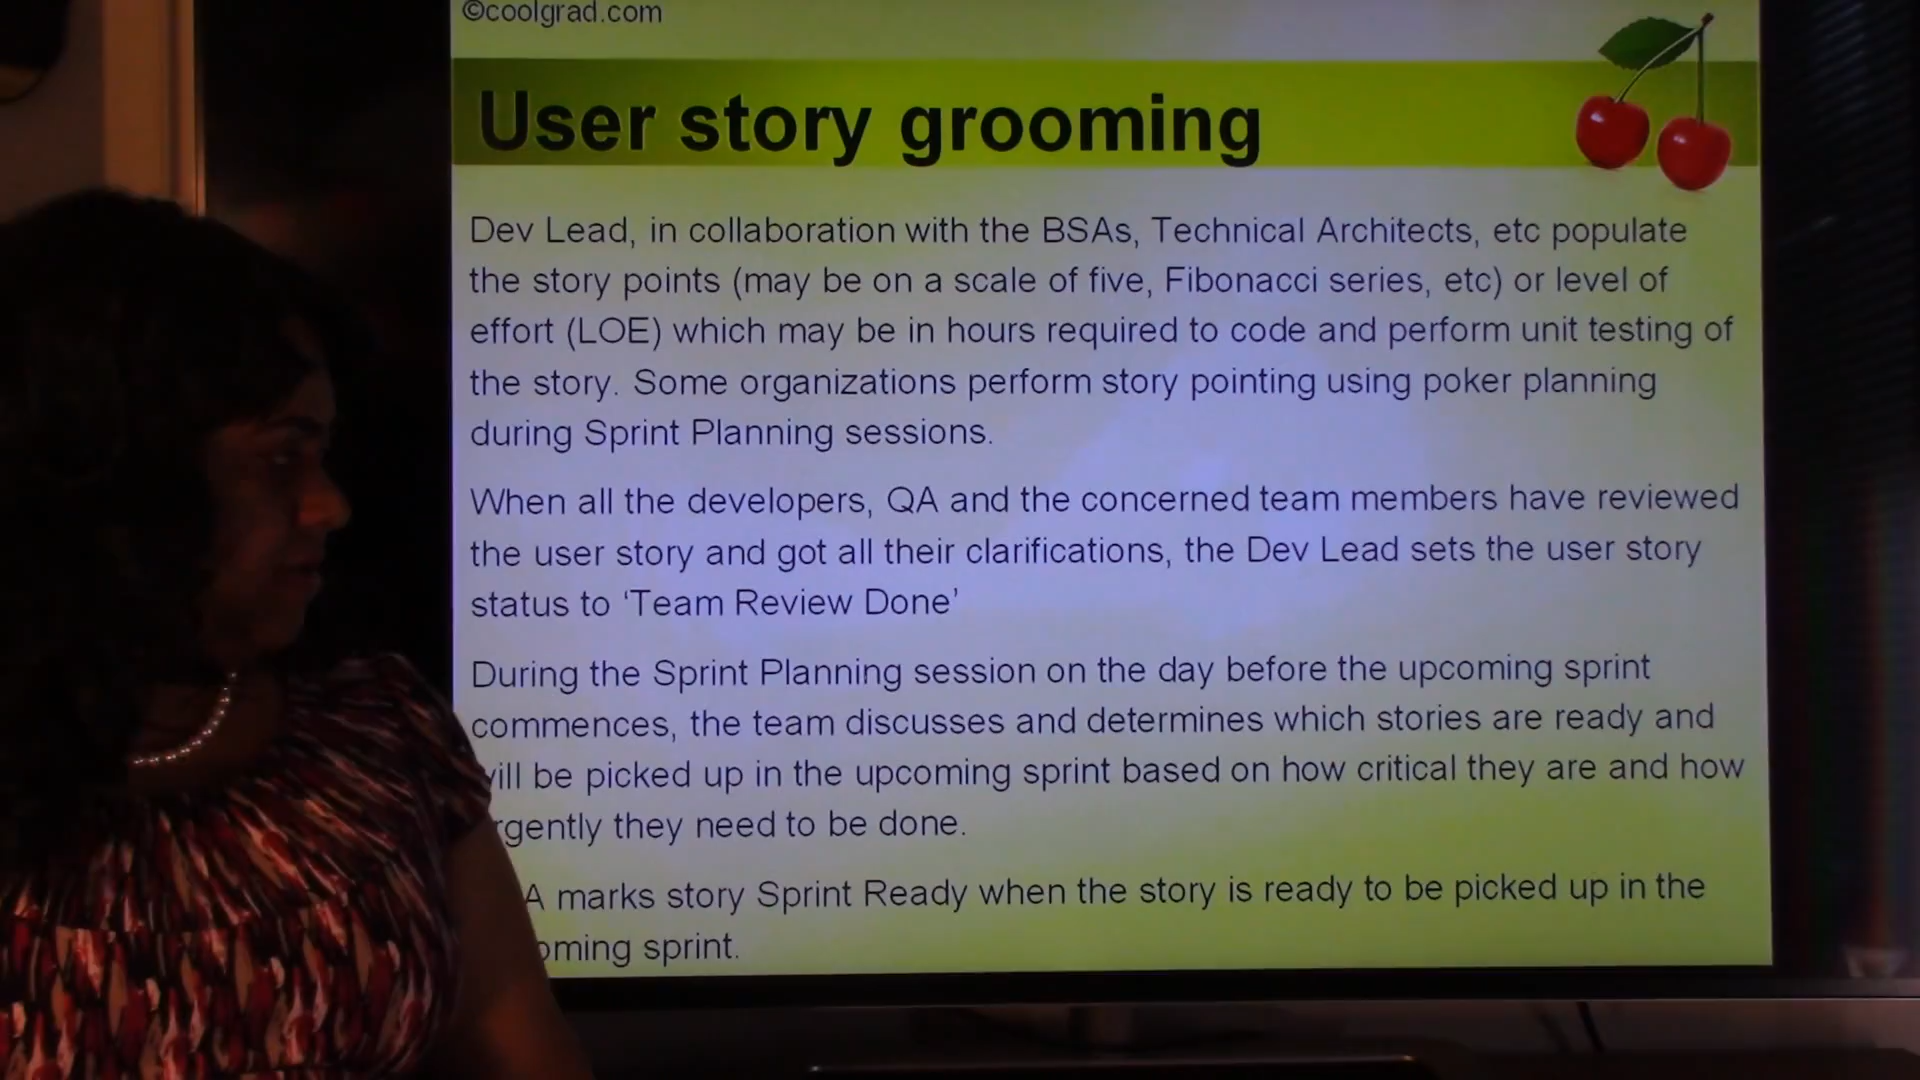 ©coolgrad.com
User story grooming
Dev Lead, in collaboration with the BSAs, Technical Architects, etc populate
the story points (may be on a scale of five, Fibonacci series, etc) or level of
effort (LOE) which may be in hours required to code and perform unit testing of
the story. Some organizations perform story pointing using poker planning
during Sprint Planning sessions.
When all the developers, QA and the concerned team members have reviewed
the user story and got all their clarifications, the Dev Lead sets the user story
status to ‘Team Review Done’
During the Sprint Planning session on the day before the upcoming sprint
commences, the team discusses and determines which stories are ready and
be picked up in the upcoming sprint based on how critical they are and how
they need to be done.
marks story Sprint Ready when the story is ready to be picked up in the
sprint.